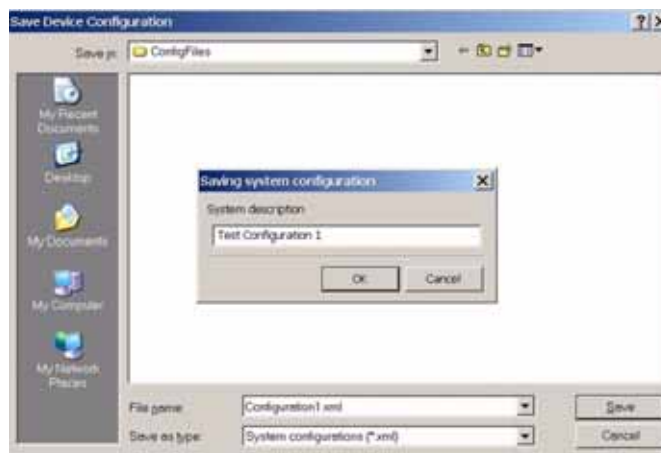 Save Device Configuration
Save in: ConfigFiles
My Recent
Documents
Desktop
My Documents
My Computer
My Network
Places
Saving system configuration
System description
Test Configuration 1
OK Cancel
File name: Configuration1.xml Save
Save as type: System configurations (*.xml) Cancel